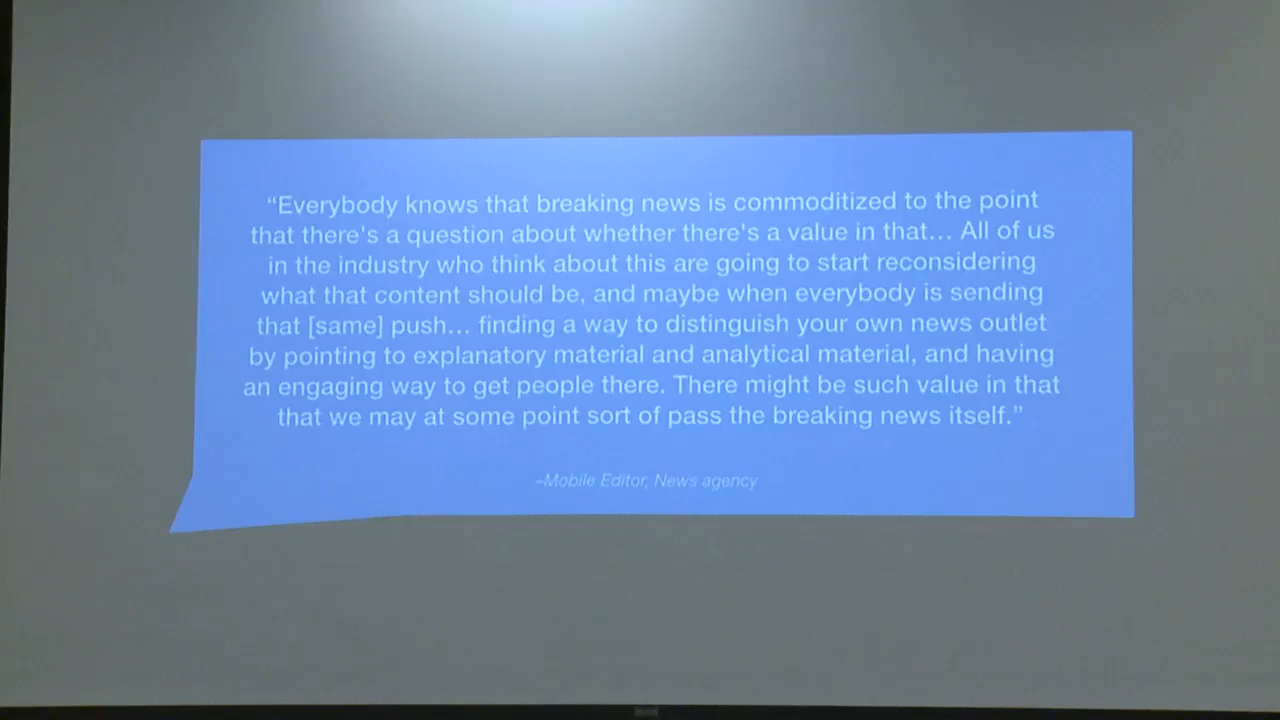 “Everybody knows that breaking news is commoditized to the point
that there's a question about whether there's a value in that... All of us
in the industry who think about this are going to start reconsidering
what that content should be, and maybe when everybody is sending
that [same] push... finding a way to distinguish your own news outlet
by pointing to explanatory material and analytical material, and having
an engaging way to get people there. There might be such value in that
that we may at some point sort of pass the breaking news itself.”
–Mobile Editor, News agency